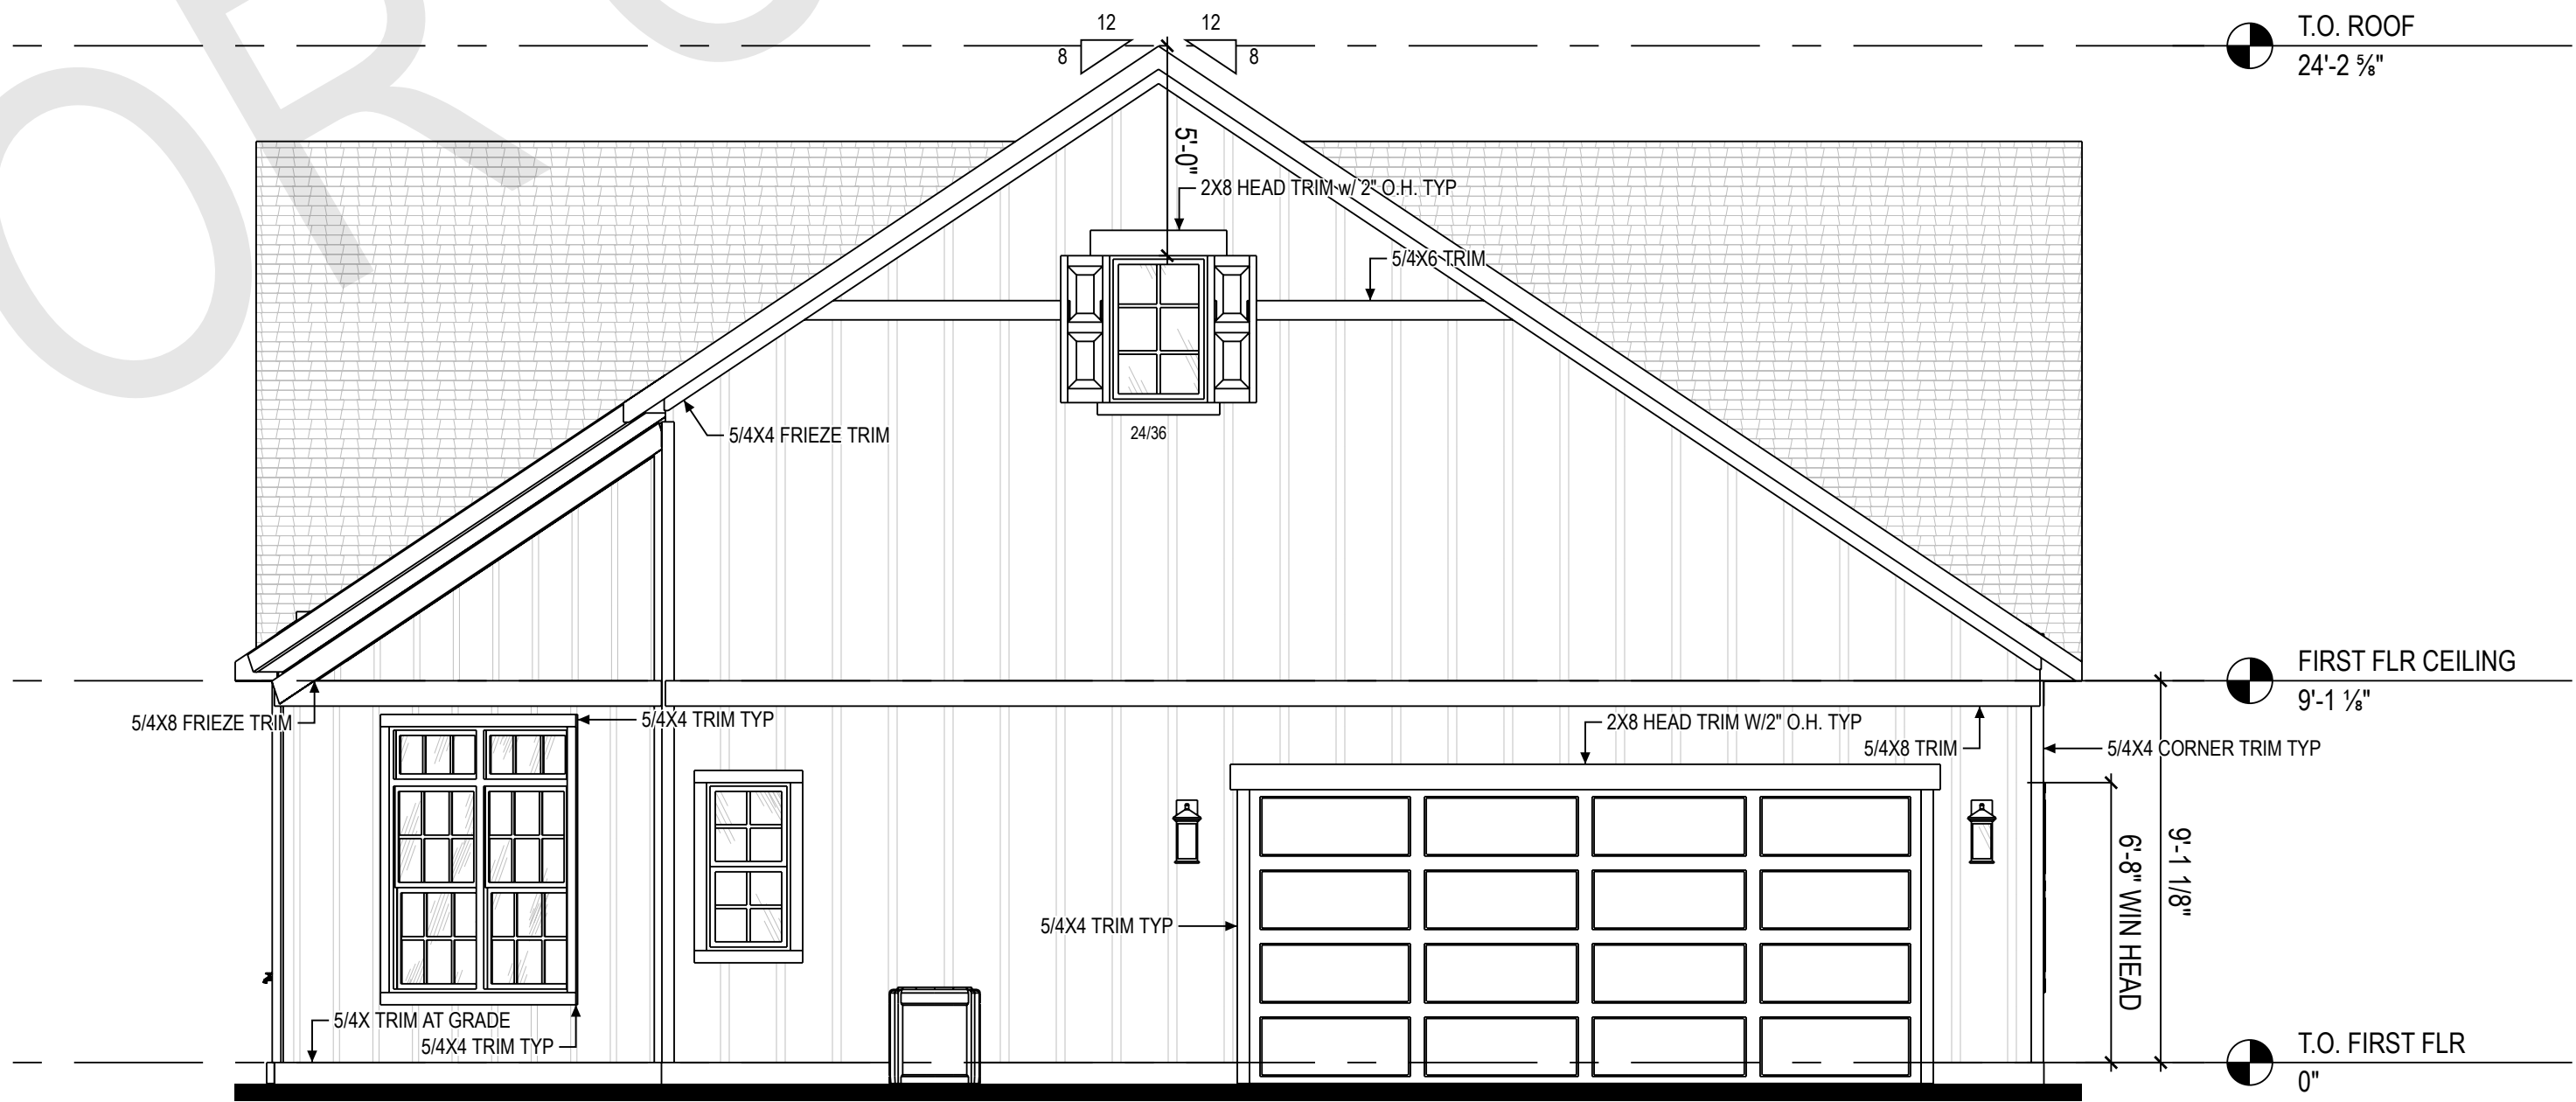 12
12
8
8
T.O. ROOF
24'-2 ⅝"
5'-0"
2X8 HEAD TRIM w/ 2" O.H. TYP
5/4X6 TRIM
5/4X4 FRIEZE TRIM
24/36
FIRST FLR CEILING
9'-1 ⅛"
5/4X8 FRIEZE TRIM
5/4X4 TRIM TYP
2X8 HEAD TRIM W/2" O.H. TYP
5/4X8 TRIM
5/4X4 CORNER TRIM TYP
6'-8" WIN HEAD
9'-1 1/8"
5/4X4 TRIM TYP
5/4X TRIM AT GRADE
5/4X4 TRIM TYP
T.O. FIRST FLR
0"
OR